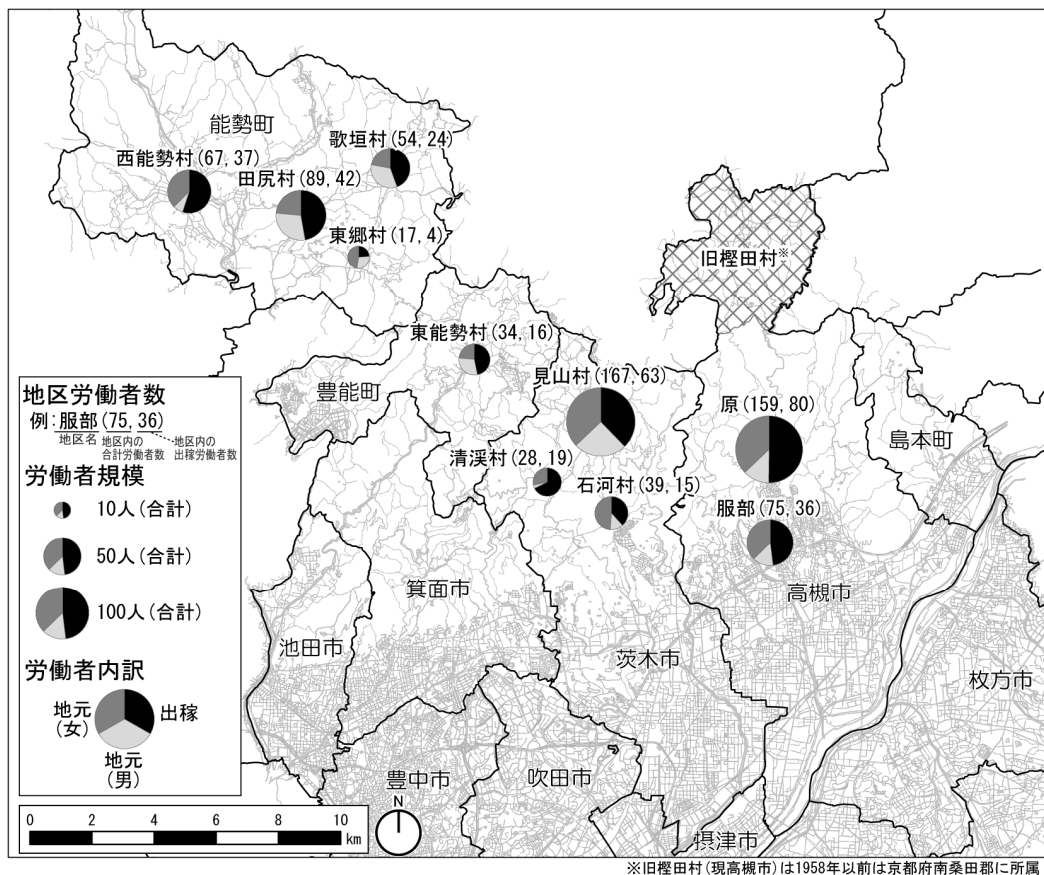 能勢町
歌垣村(54, 24)
西能勢村(67, 37)
田尻村(89, 42)
東郷村(17, 4)
旧樫田村※
東能勢村(34, 16)
豊能町
見山村(167, 63)
原(159, 80)
島本町
清渓村(28, 19)
石河村(39, 15)
服部(75, 36)
高槻市
箕面市
池田市
茨木市
枚方市
豊中市
吹田市
摂津市
地区労働者数
例:服部(75, 36)
地区名 地区内の合計労働者数 地区内の出稼労働者数
労働者規模
10人(合計)
50人(合計)
100人(合計)
労働者内訳
地元(女)
出稼
地元(男)
0 2 4 6 8 10 km
N
※旧樫田村(現高槻市)は1958年以前は京都府南桑田郡に所属